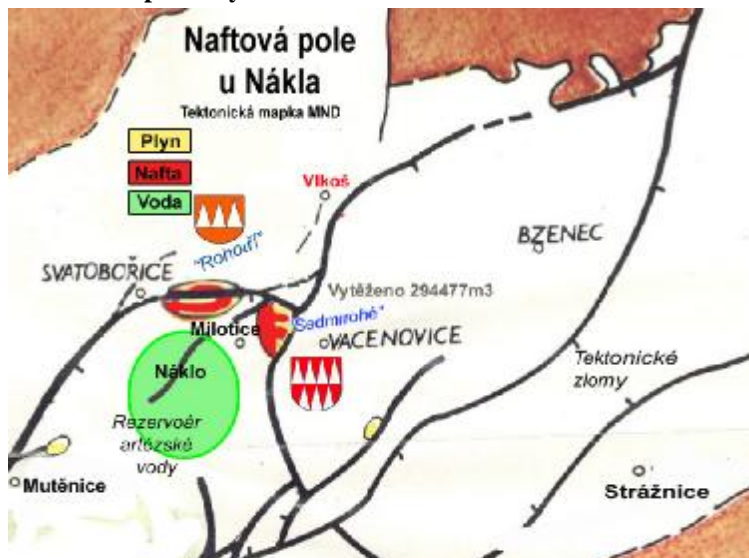 Naftová pole
u Nákla
Tektonická mapka MND
Plyn
Nafta
Voda
Vlkoš
"Rohouří"
BZENEC
SVATOBOŘICE
Vytěženo 294477m3
"Sedmirohé"
Milotice
VACENOVICE
Náklo
Tektonické
zlomy
Rezervoár
artézské
vody
Mutěnice
Strážnice